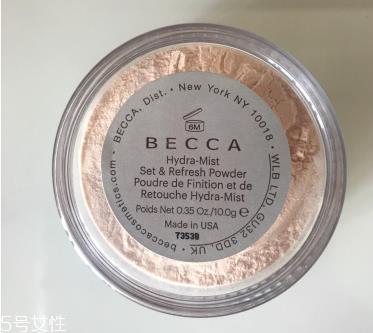 BECCA, Dist. • New York NY 10018 • WLB LTD, GU32 3DD, UK • beccacosmetics.com •
6M
BECCA
Hydra-Mist
Set & Refresh Powder
Poudre de Finition et de
Retouche Hydra-Mist
Poids Net 0.35 Oz./10.0g e
Made in USA
7353B
5号女性